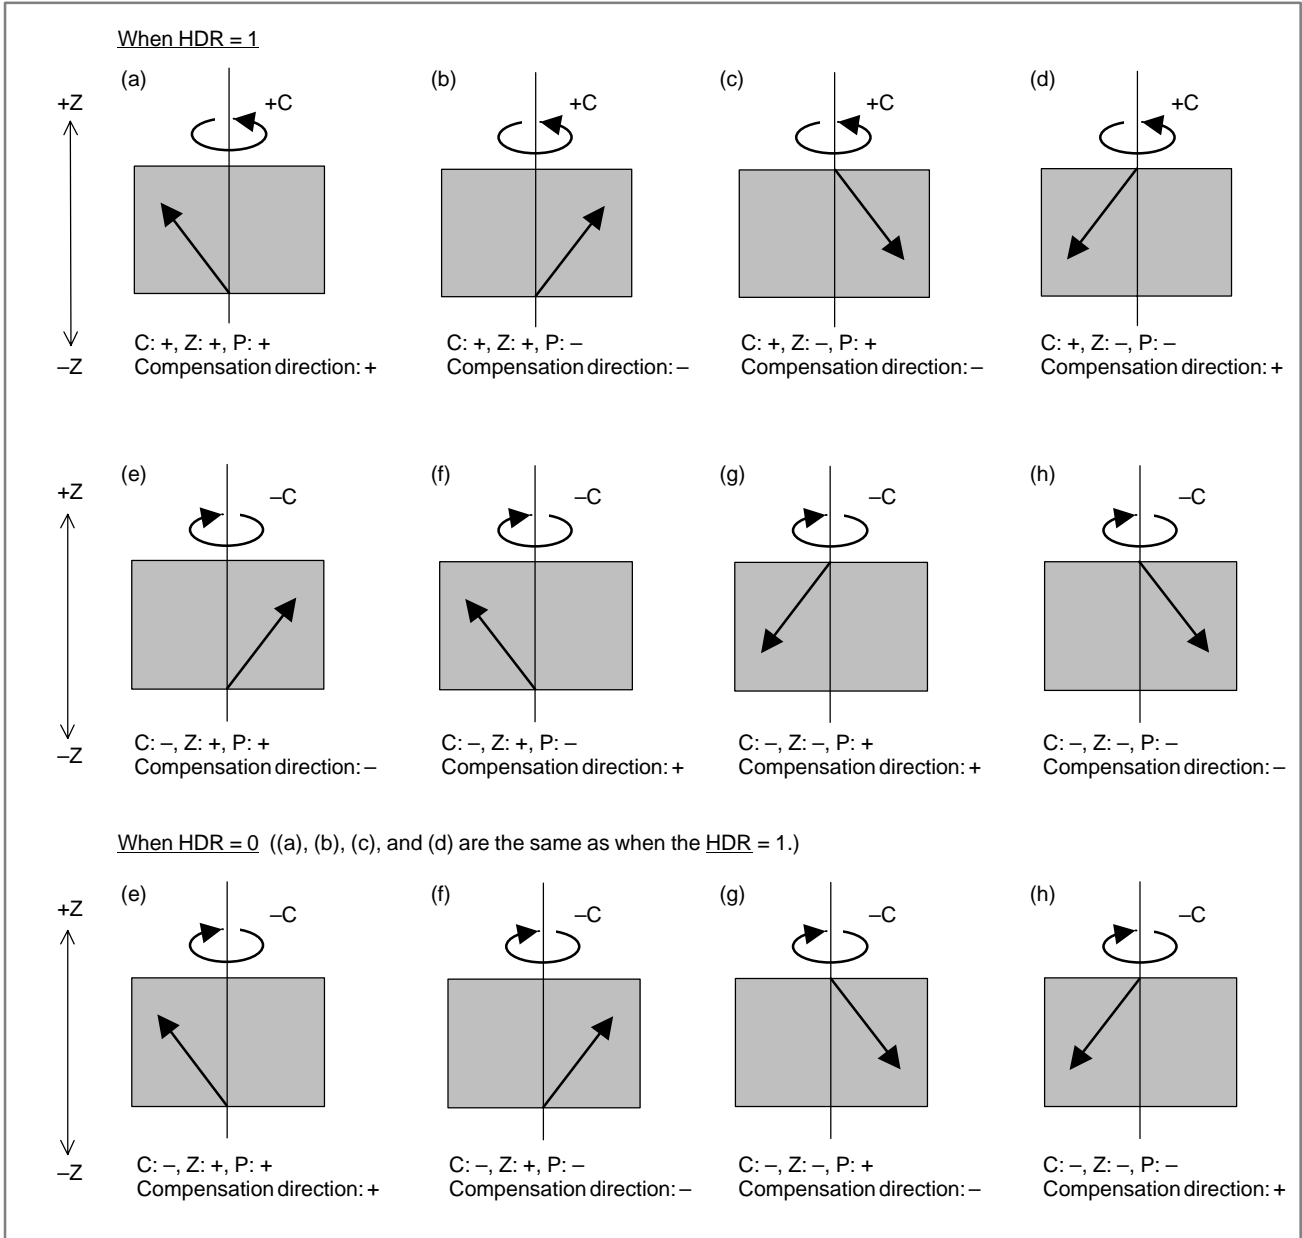 When HDR = 1
(a) (b) (c) (d)
+Z +C +C +C +C
–Z
C: +, Z: +, P: + C: +, Z: +, P: – C: +, Z: –, P: + C: +, Z: –, P: –
Compensation direction: + Compensation direction: – Compensation direction: – Compensation direction: +
(e) (f) (g) (h)
+Z –C –C –C –C
–Z
C: –, Z: +, P: + C: –, Z: +, P: – C: –, Z: –, P: + C: –, Z: –, P: –
Compensation direction: – Compensation direction: + Compensation direction: + Compensation direction: –
When HDR = 0 ((a), (b), (c), and (d) are the same as when the HDR = 1.)
(e) (f) (g) (h)
+Z –C –C –C –C
–Z
C: –, Z: +, P: + C: –, Z: +, P: – C: –, Z: –, P: + C: –, Z: –, P: –
Compensation direction: + Compensation direction: – Compensation direction: – Compensation direction: +